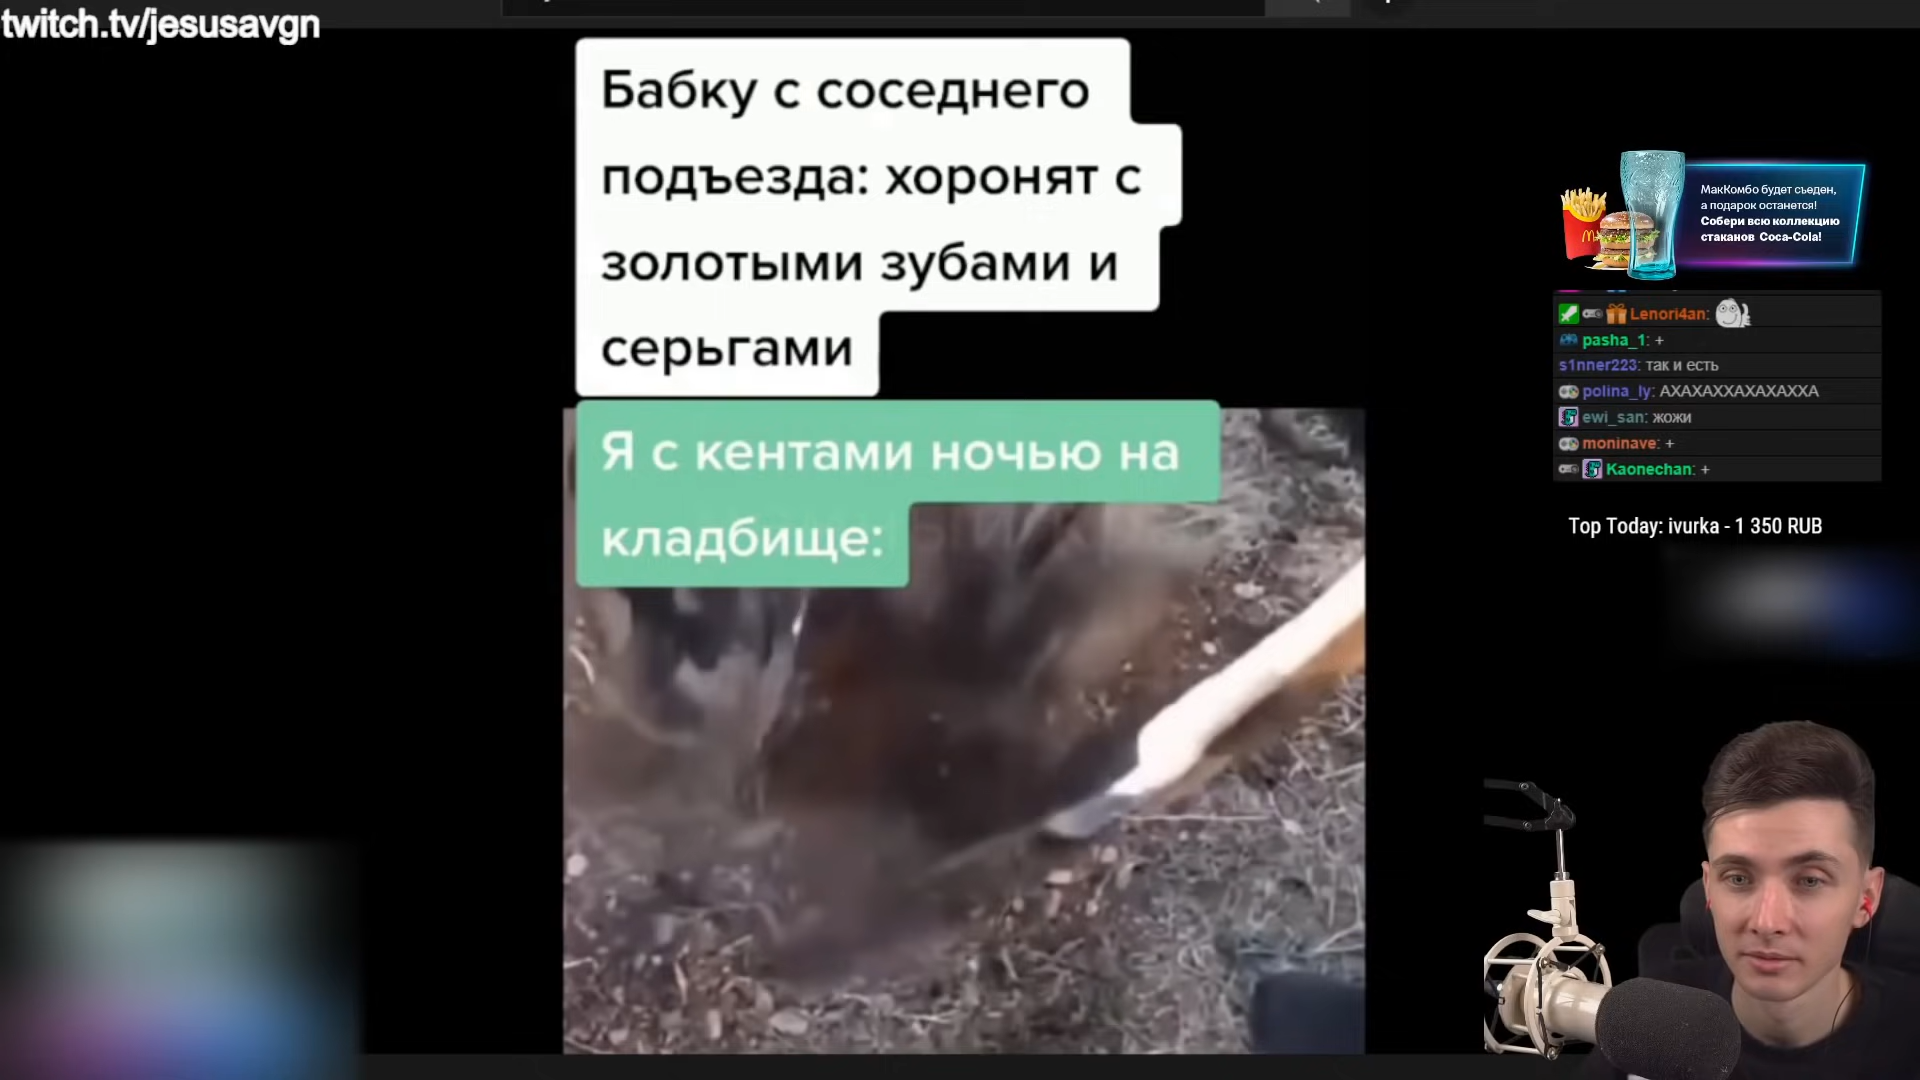 twitch.tv/jesusavgn
Бабку с соседнего
подъезда: хоронят с
золотыми зубами и
серьгами
Я с кентами ночью на
кладбище:
МакКомбо будет съеден,
а подарок останется!
Собери всю коллекцию
стаканов Coca-Cola!
Lenori4an:
pasha_1: +
s1nner223: так и есть
polina_ly: АХАХАХХАХАХАХХА
ewi_san: жожи
moninave: +
Kaonechan: +
Top Today: ivurka - 1 350 RUB